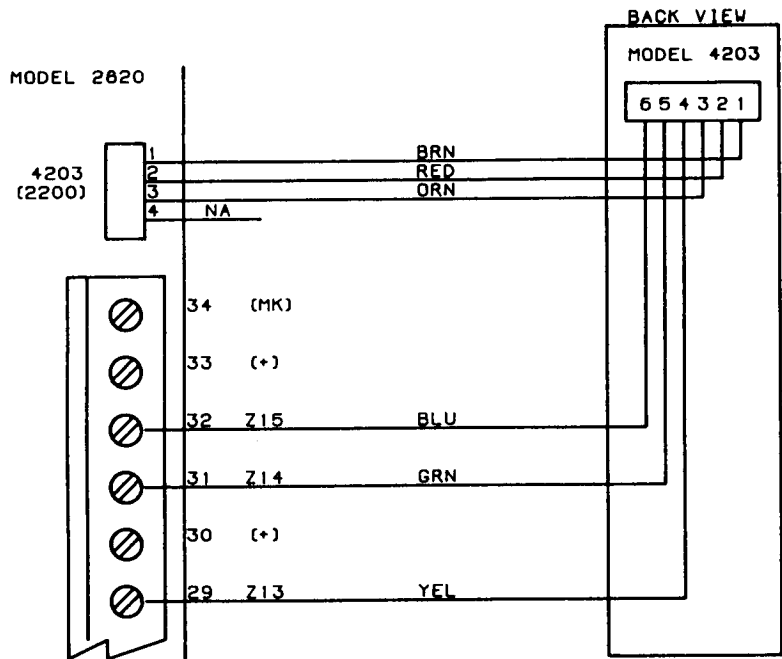 BACK VIEW
MODEL 2820
MODEL 4203
6 5 4 3 2 1
4203
(2200)
1 BRN
2 RED
3 ORN
4 NA
34 (MK)
33 (+)
32 Z15 BLU
31 Z14 GRN
30 (+)
29 Z13 YEL